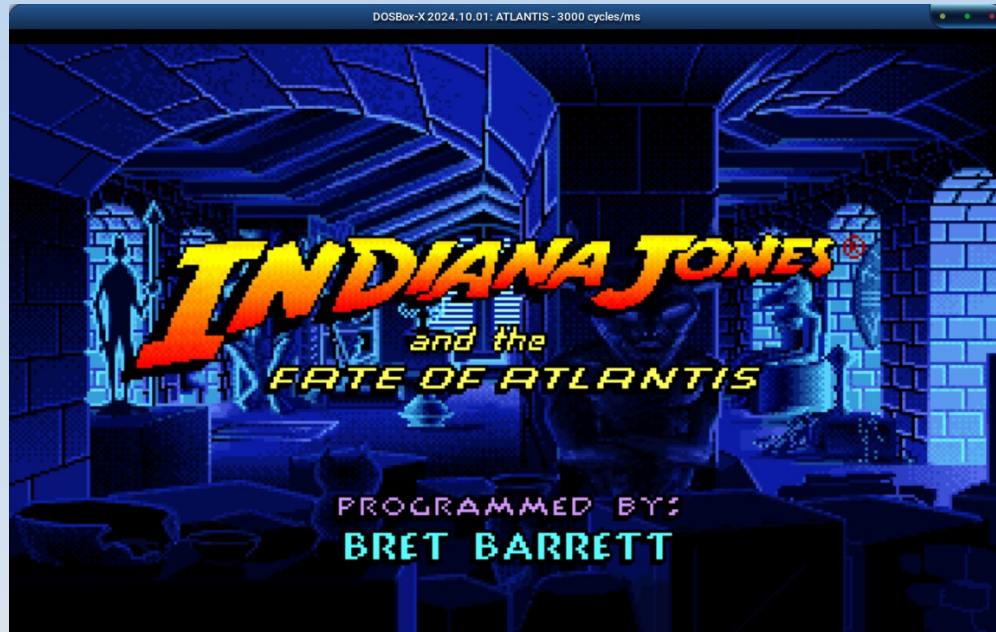 DOSBox-X 2024.10.01: ATLANTIS - 3000 cycles/ms
INDIANA JONES®
and the
FATE OF ATLANTIS
PROGRAMMED BY:
BRET BARRETT